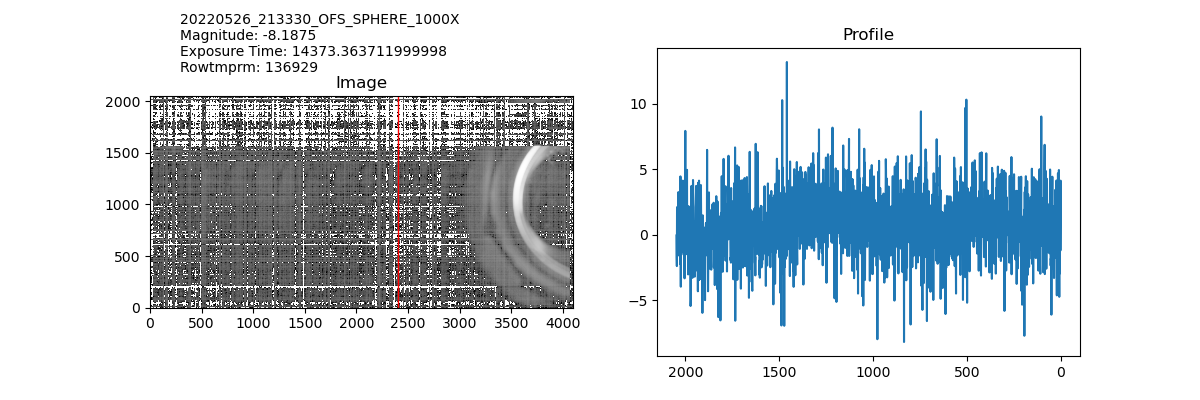 20220526_213330_OFS_SPHERE_1000X
Magnitude: -8.1875
Exposure Time: 14373.363711999998
Rowtmprm: 136929
Image
2000
1500
1000
500
0
0 500 1000 1500 2000 2500 3000 3500 4000
Profile
10
5
0
−5
2000 1500 1000 500 0